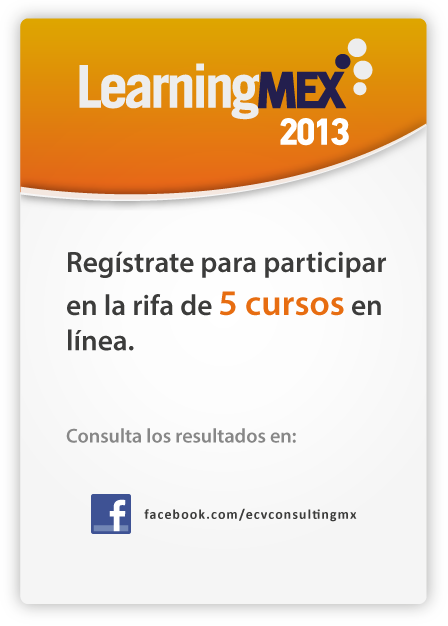 LearningMEX
2013
Regístrate para participar
en la rifa de 5 cursos en
línea.
Consulta los resultados en:
f facebook.com/ecvconsultingmx